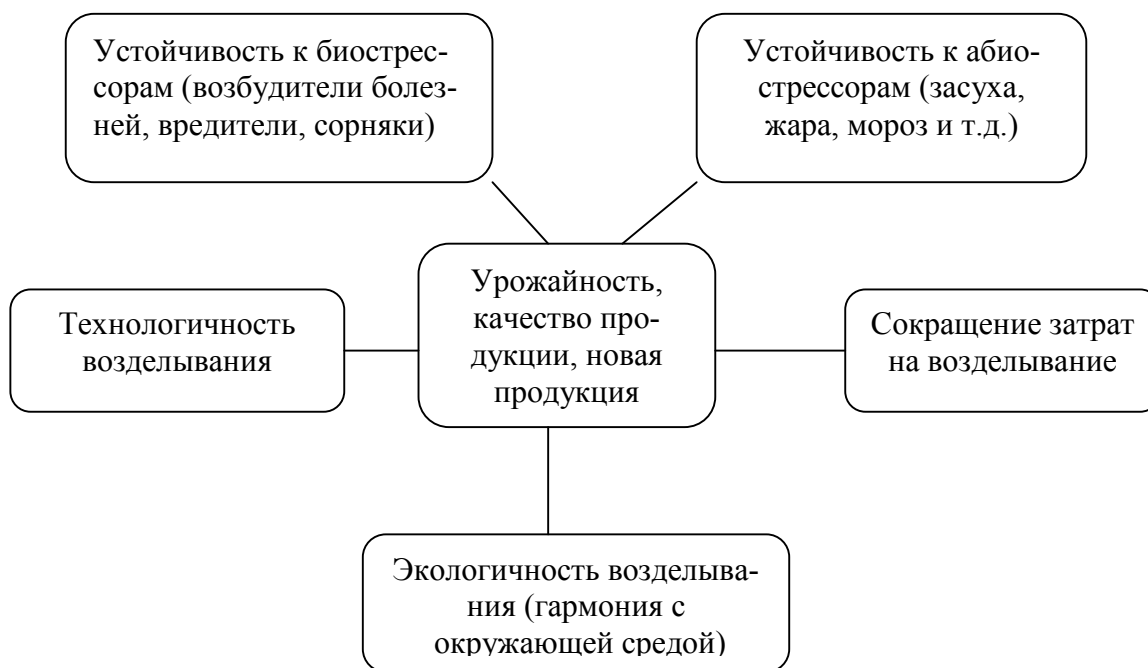 Устойчивость к биострес-
сорам (возбудители болез-
ней, вредители, сорняки)
Устойчивость к абио-
стрессорам (засуха,
жара, мороз и т.д.)
Урожайность,
качество про-
дукции, новая
продукция
Технологичность
возделывания
Сокращение затрат
на возделывание
Экологичность возделыва-
ния (гармония с
окружающей средой)